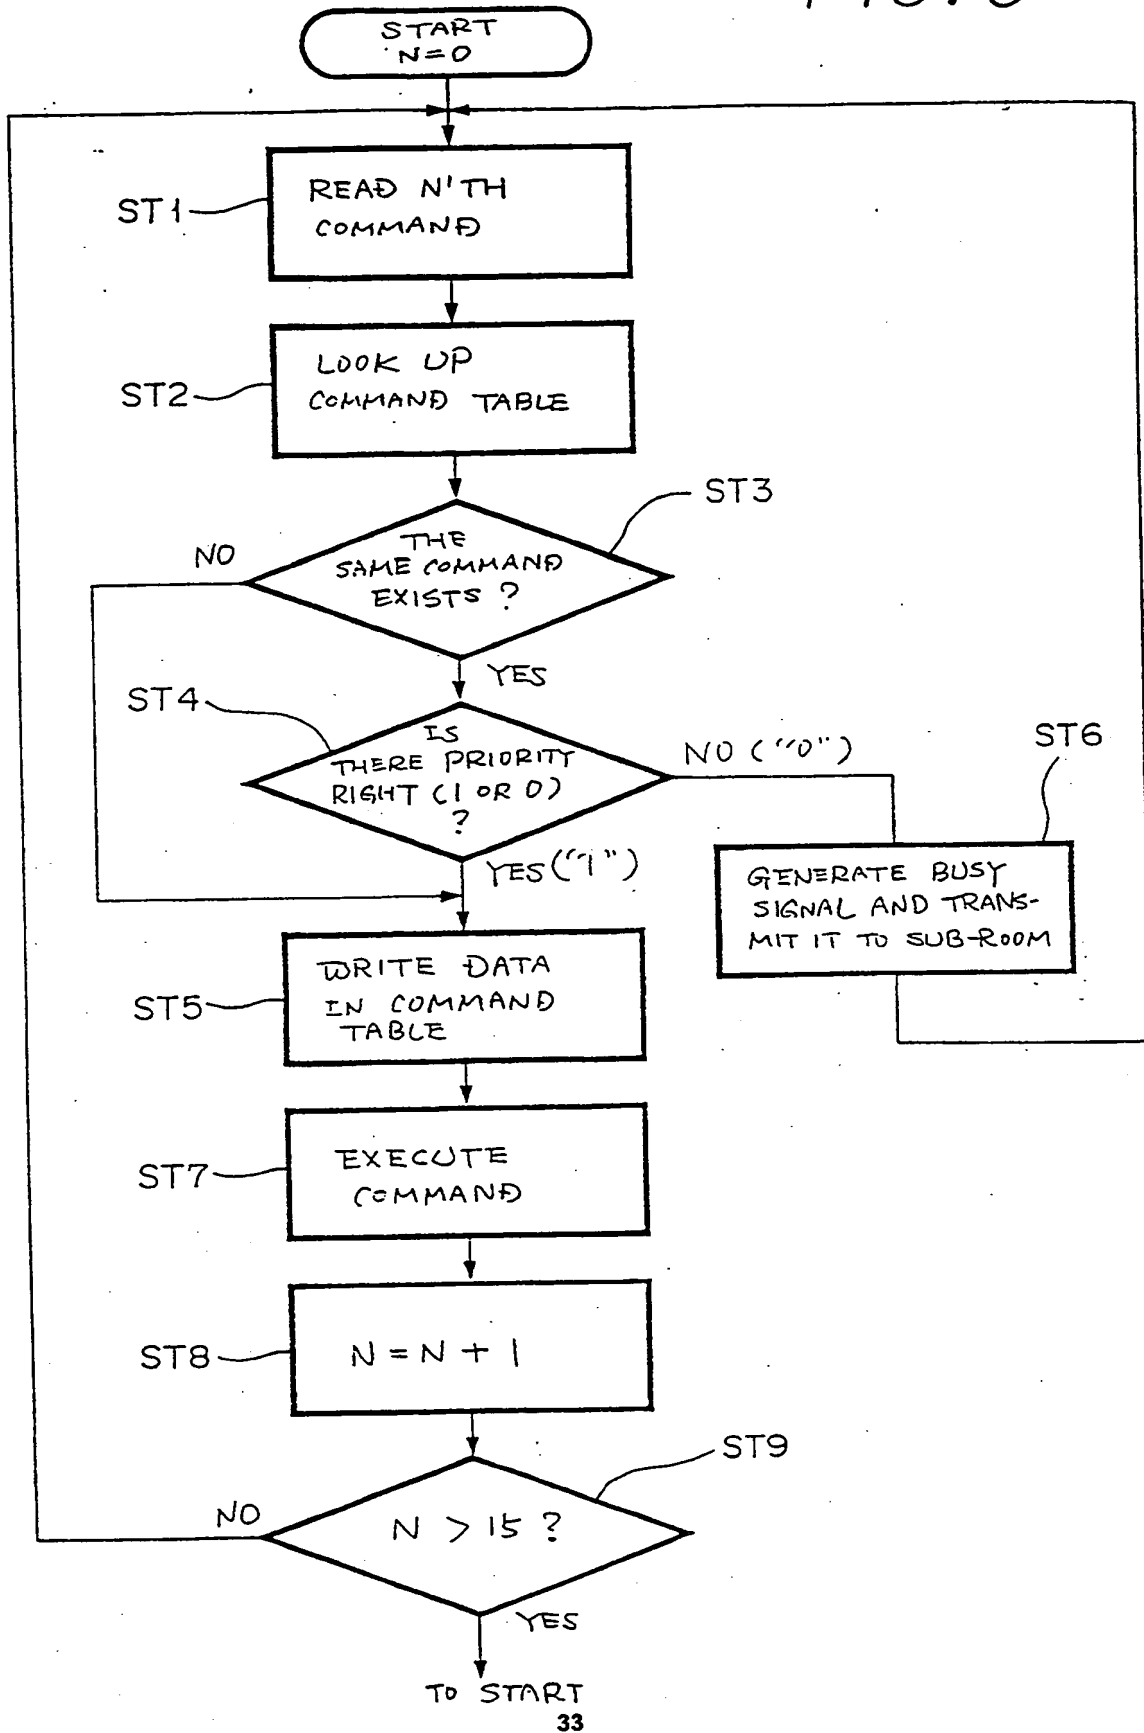 START
N=0
ST1
READ N'TH
COMMAND
ST2
LOOK UP
COMMAND TABLE
ST3
THE
SAME COMMAND
EXISTS ?
NO
YES
ST4
IS
THERE PRIORITY
RIGHT (1 OR 0)
?
NO ("0")
YES ("1")
ST6
GENERATE BUSY
SIGNAL AND TRANS-
MIT IT TO SUB-ROOM
ST5
WRITE DATA
IN COMMAND
TABLE
ST7
EXECUTE
COMMAND
ST8
N = N + 1
ST9
N > 15 ?
NO
YES
TO START
33